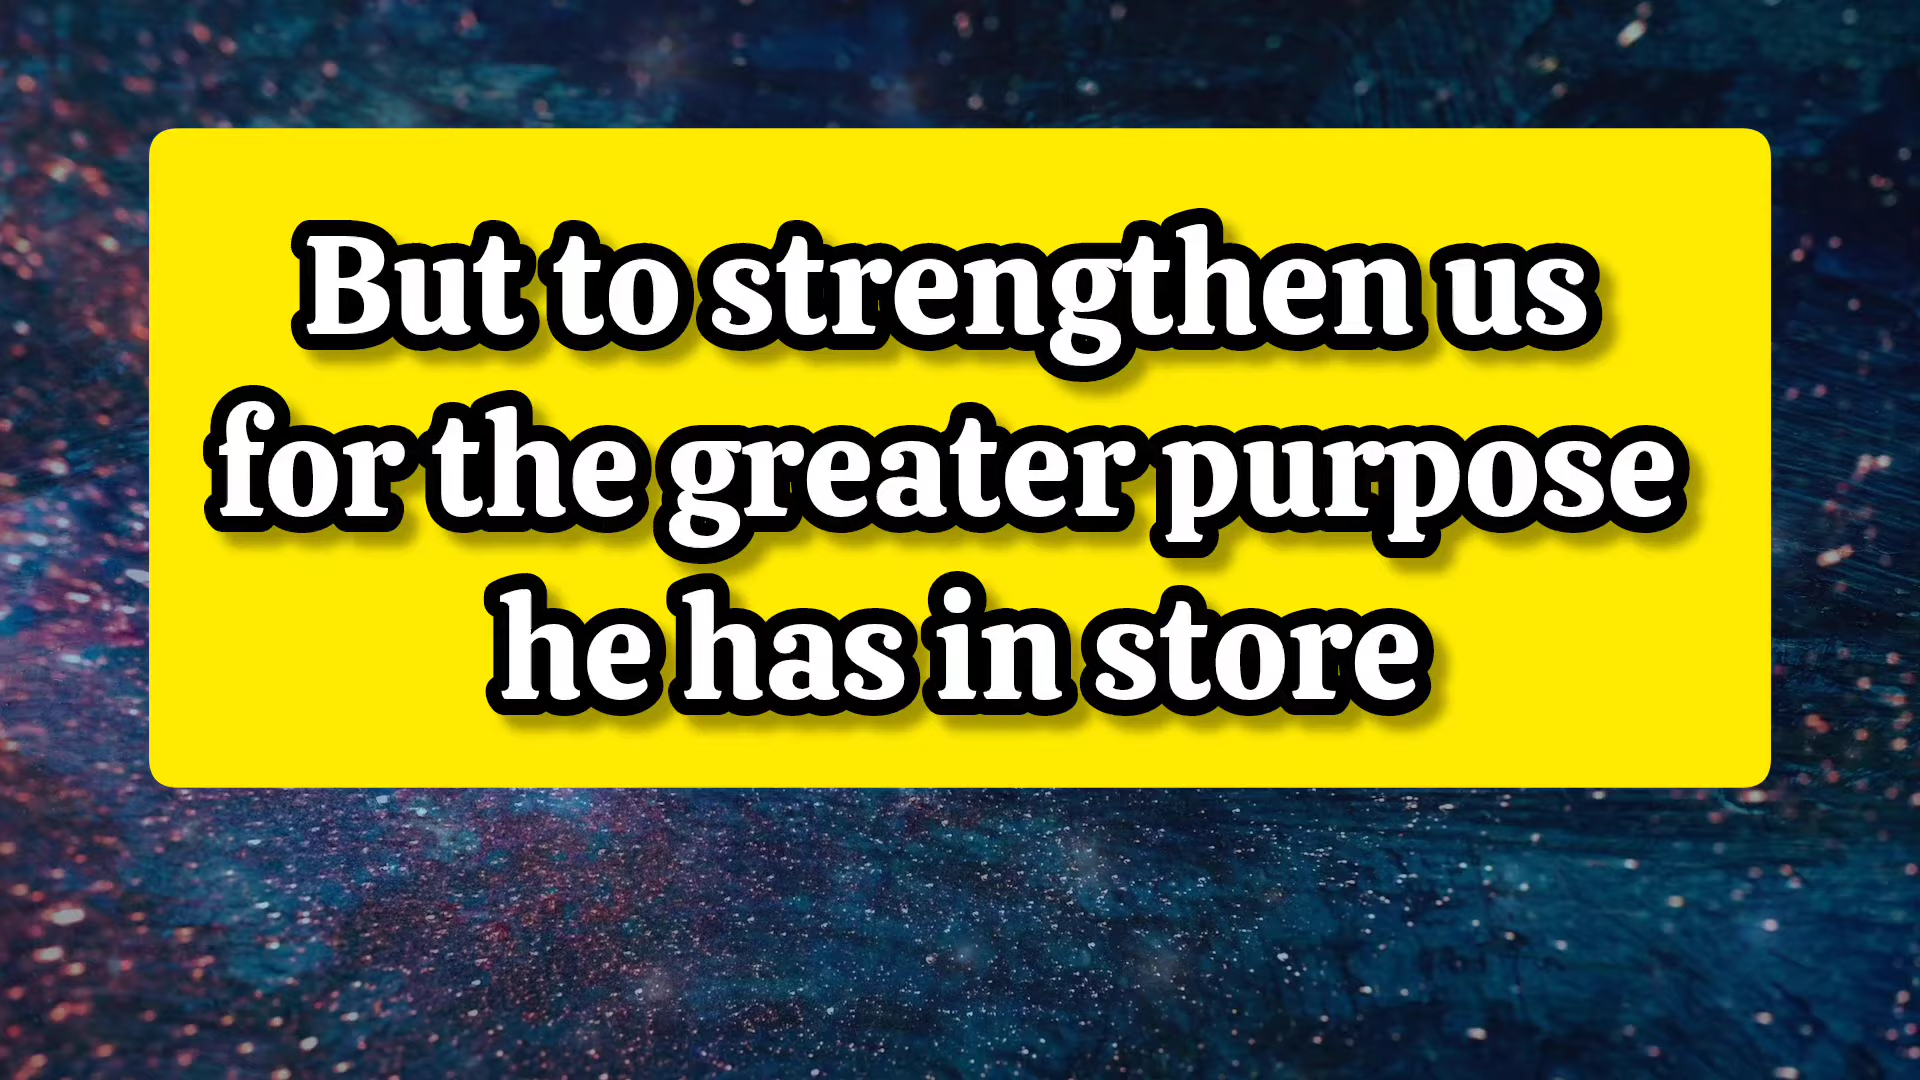 But to strengthen us
for the greater purpose
he has in store